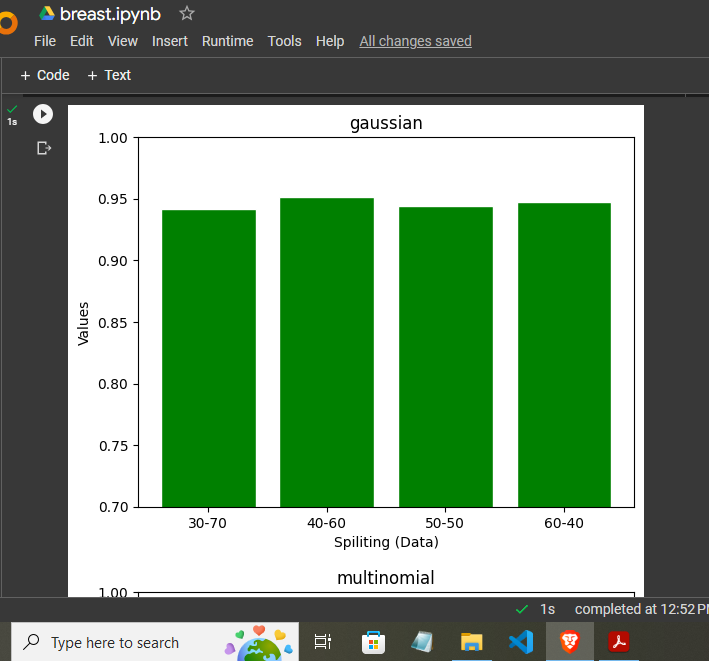 breast.ipynb
File Edit View Insert Runtime Tools Help All changes saved
+ Code + Text
1s
gaussian
1.00
0.95
0.90
0.85
0.80
0.75
0.70
Values
30-70 40-60 50-50 60-40
Spiliting (Data)
multinomial
1.00
1s completed at 12:52
Type here to search